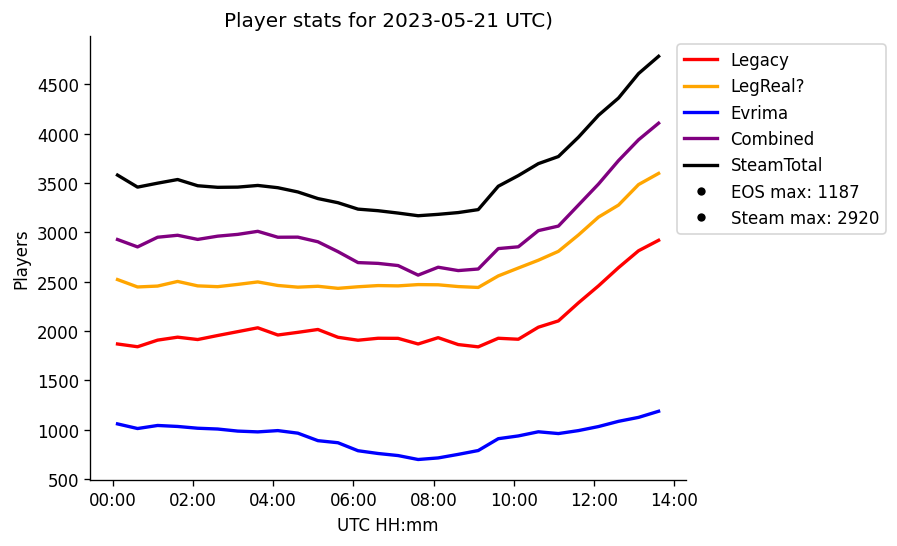 Player stats for 2023-05-21 UTC)
Legacy
LegReal?
Evrima
Combined
SteamTotal
EOS max: 1187
Steam max: 2920
Players
4500
4000
3500
3000
2500
2000
1500
1000
500
00:00 02:00 04:00 06:00 08:00 10:00 12:00 14:00
UTC HH:mm